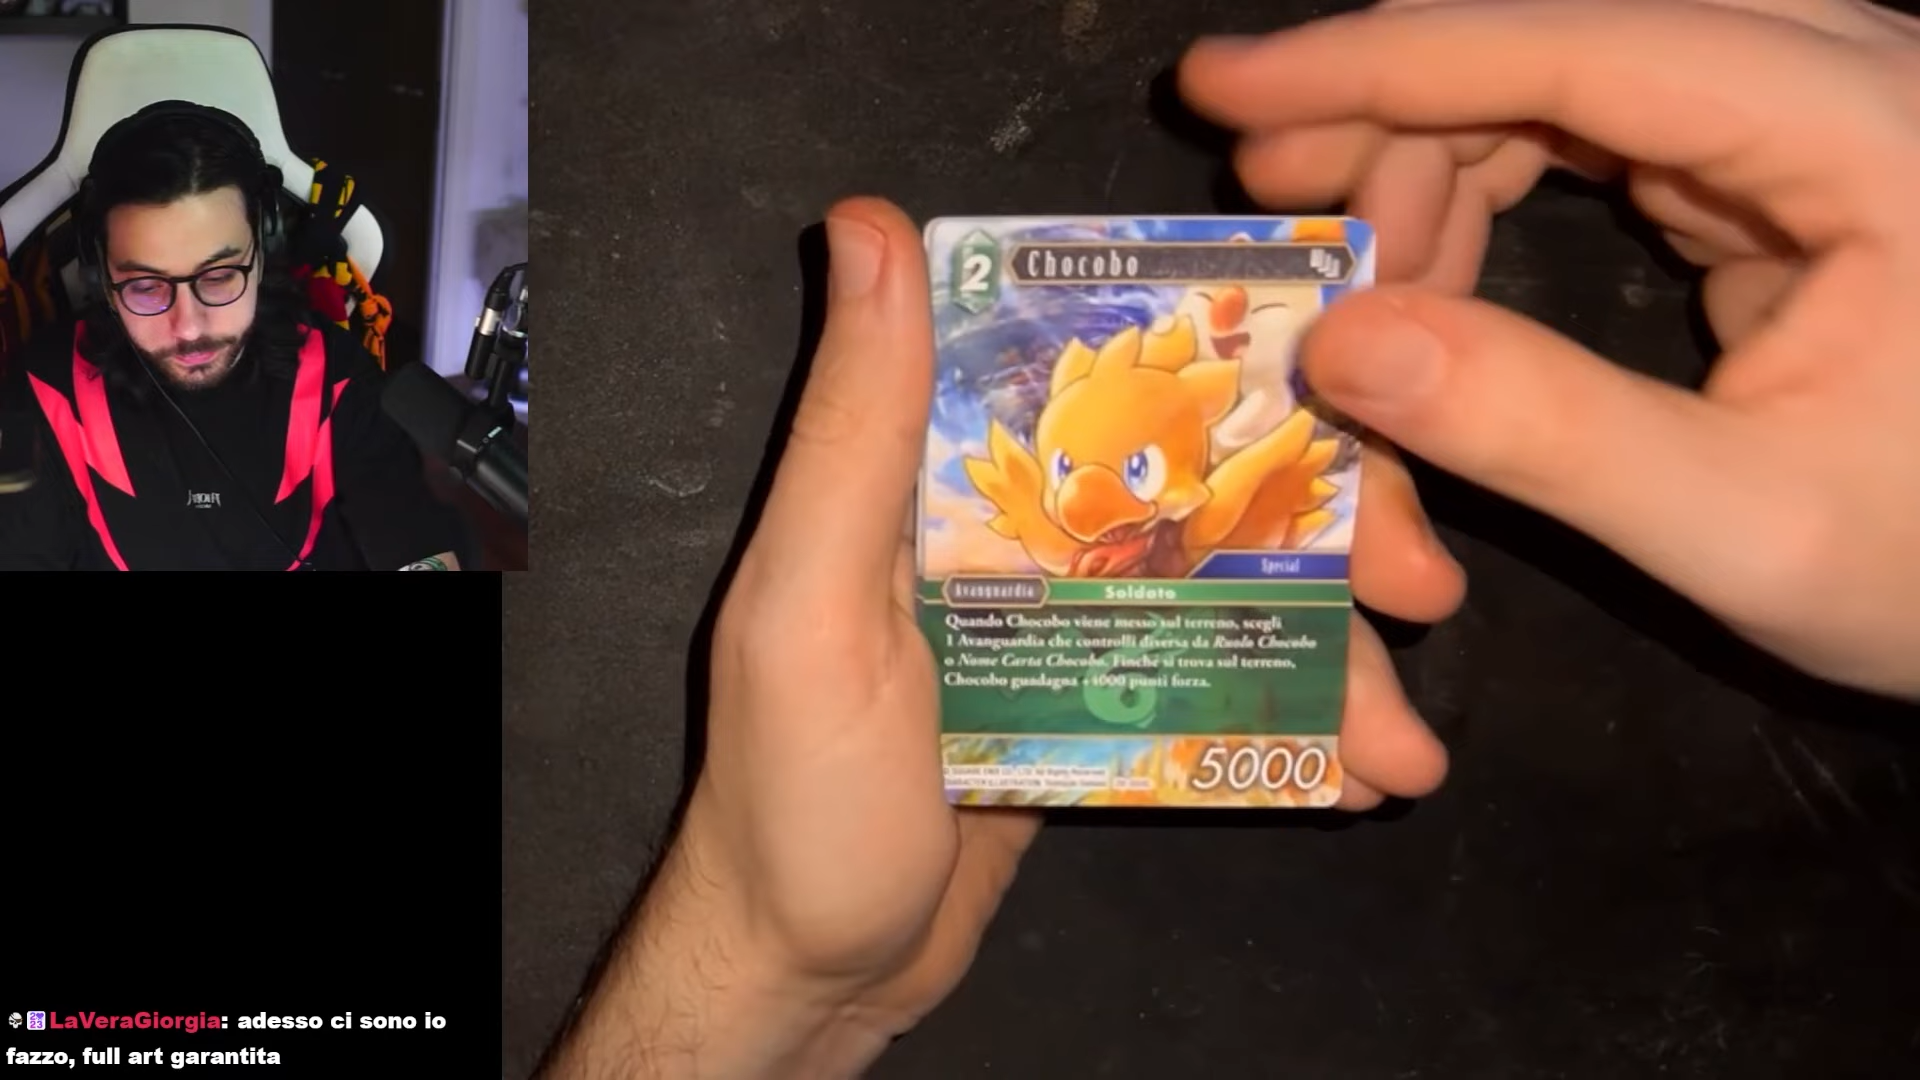 2
Chocobo
Special
Avanguardia
Soldato
Quando Chocobo viene messo sul terreno, scegli
1 Avanguardia che controlli diversa da Ruolo Chocobo
o Nome Carta Chocobo. Finché si trova sul terreno,
Chocobo guadagna +4000 punti forza.
5000
LaVeraGiorgia: adesso ci sono io
fazzo, full art garantita